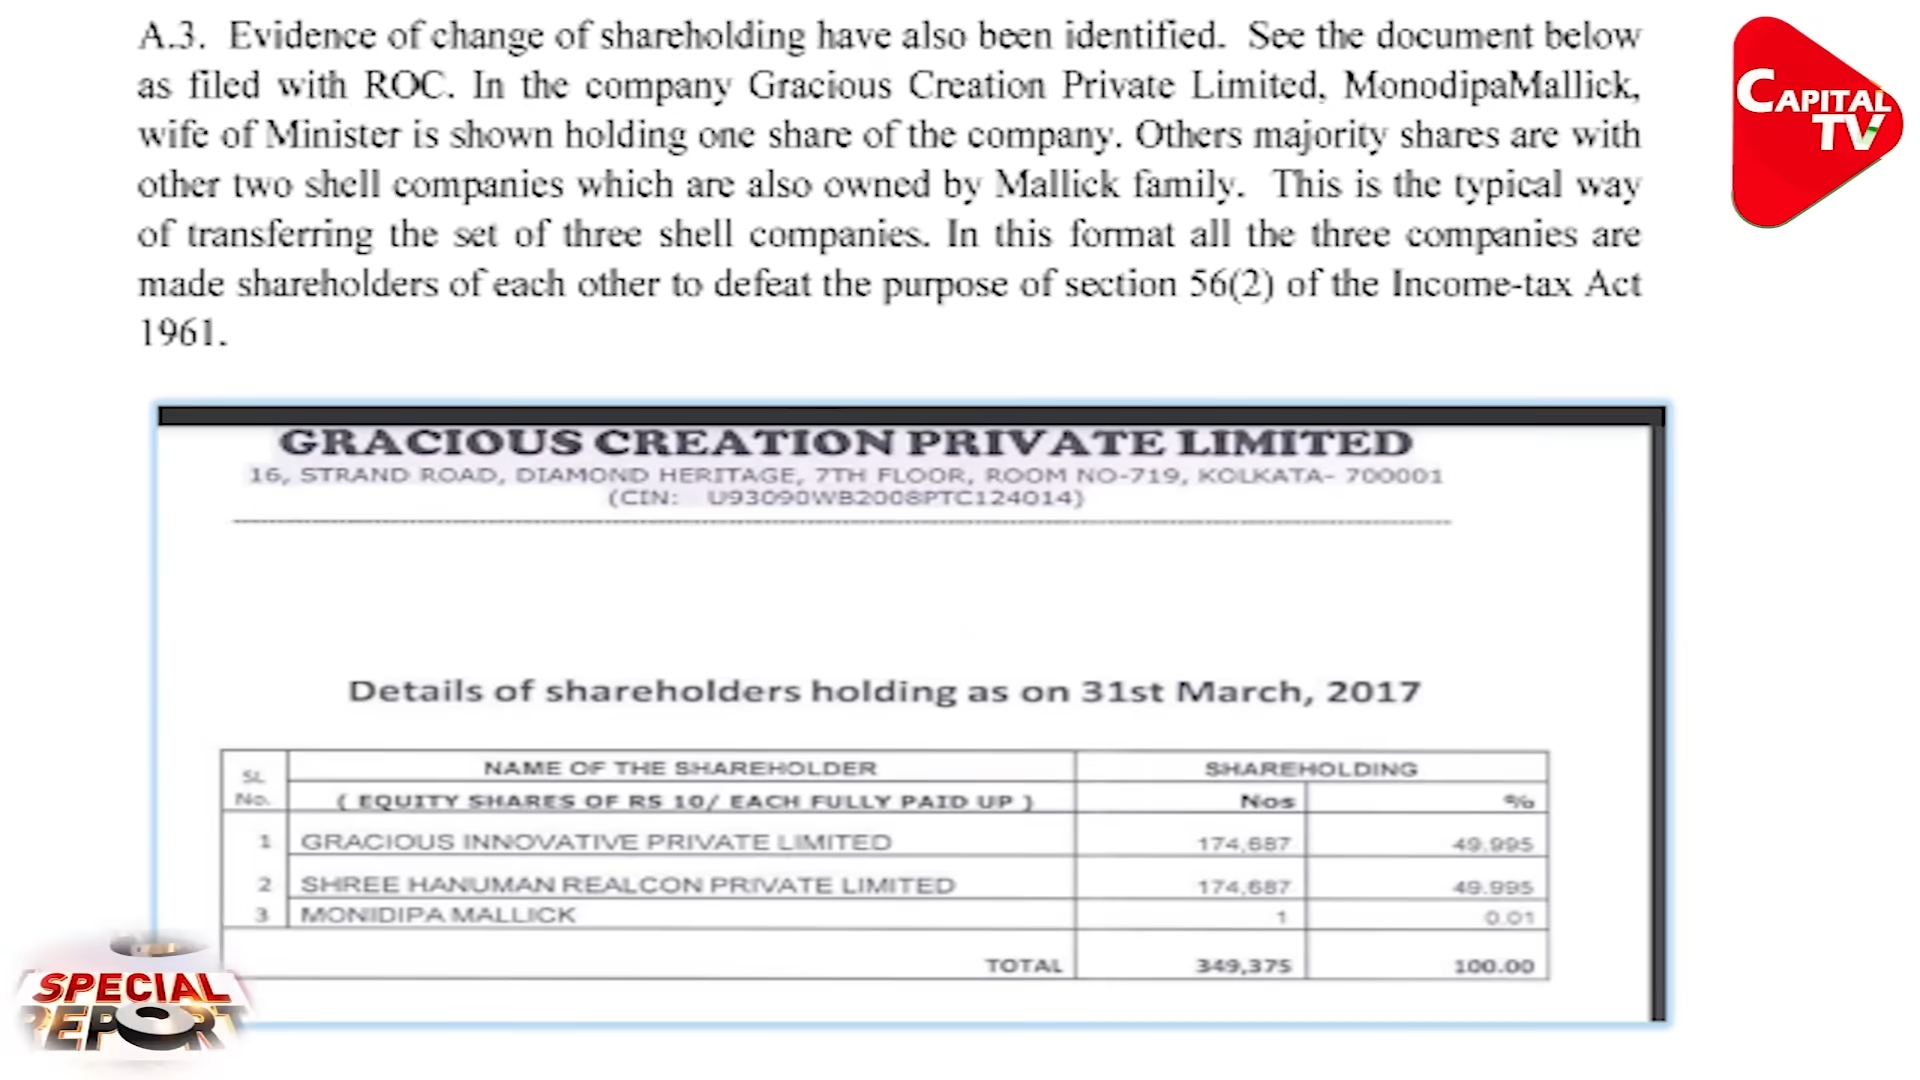 A.3. Evidence of change of shareholding have also been identified. See the document below
as filed with ROC. In the company Gracious Creation Private Limited, MonodipaMallick,
wife of Minister is shown holding one share of the company. Others majority shares are with
other two shell companies which are also owned by Mallick family. This is the typical way
of transferring the set of three shell companies. In this format all the three companies are
made shareholders of each other to defeat the purpose of section 56(2) of the Income-tax Act
1961.
CAPITAL
TV
GRACIOUS CREATION PRIVATE LIMITED
16, STRAND ROAD, DIAMOND HERITAGE, 7TH FLOOR, ROOM NO-719, KOLKATA- 700001
(CIN: U93090WB2008PTC124014)
Details of shareholders holding as on 31st March, 2017
SL No. NAME OF THE SHAREHOLDER SHAREHOLDING
( EQUITY SHARES OF RS 10/ EACH FULLY PAID UP ) Nos %
1 GRACIOUS INNOVATIVE PRIVATE LIMITED 174,687 49.995
2 SHREE HANUMAN REALCON PRIVATE LIMITED 174,687 49.995
3 MONIDIPA MALLICK 1 0.01
TOTAL 349,375 100.00
SPECIAL
REPORT